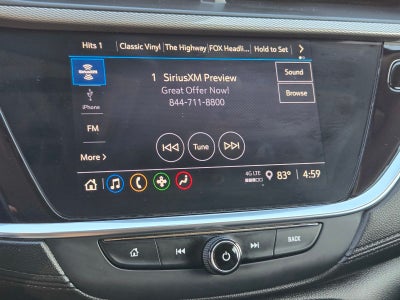 Hits 1 Classic Vinyl The Highway FOX Headli... Hold to Set
SiriusXM
1 SiriusXM Preview
Sound
Great Offer Now!
Browse
844-711-8800
iPhone
FM
Tune
More
4G LTE
83° 4:59
BACK